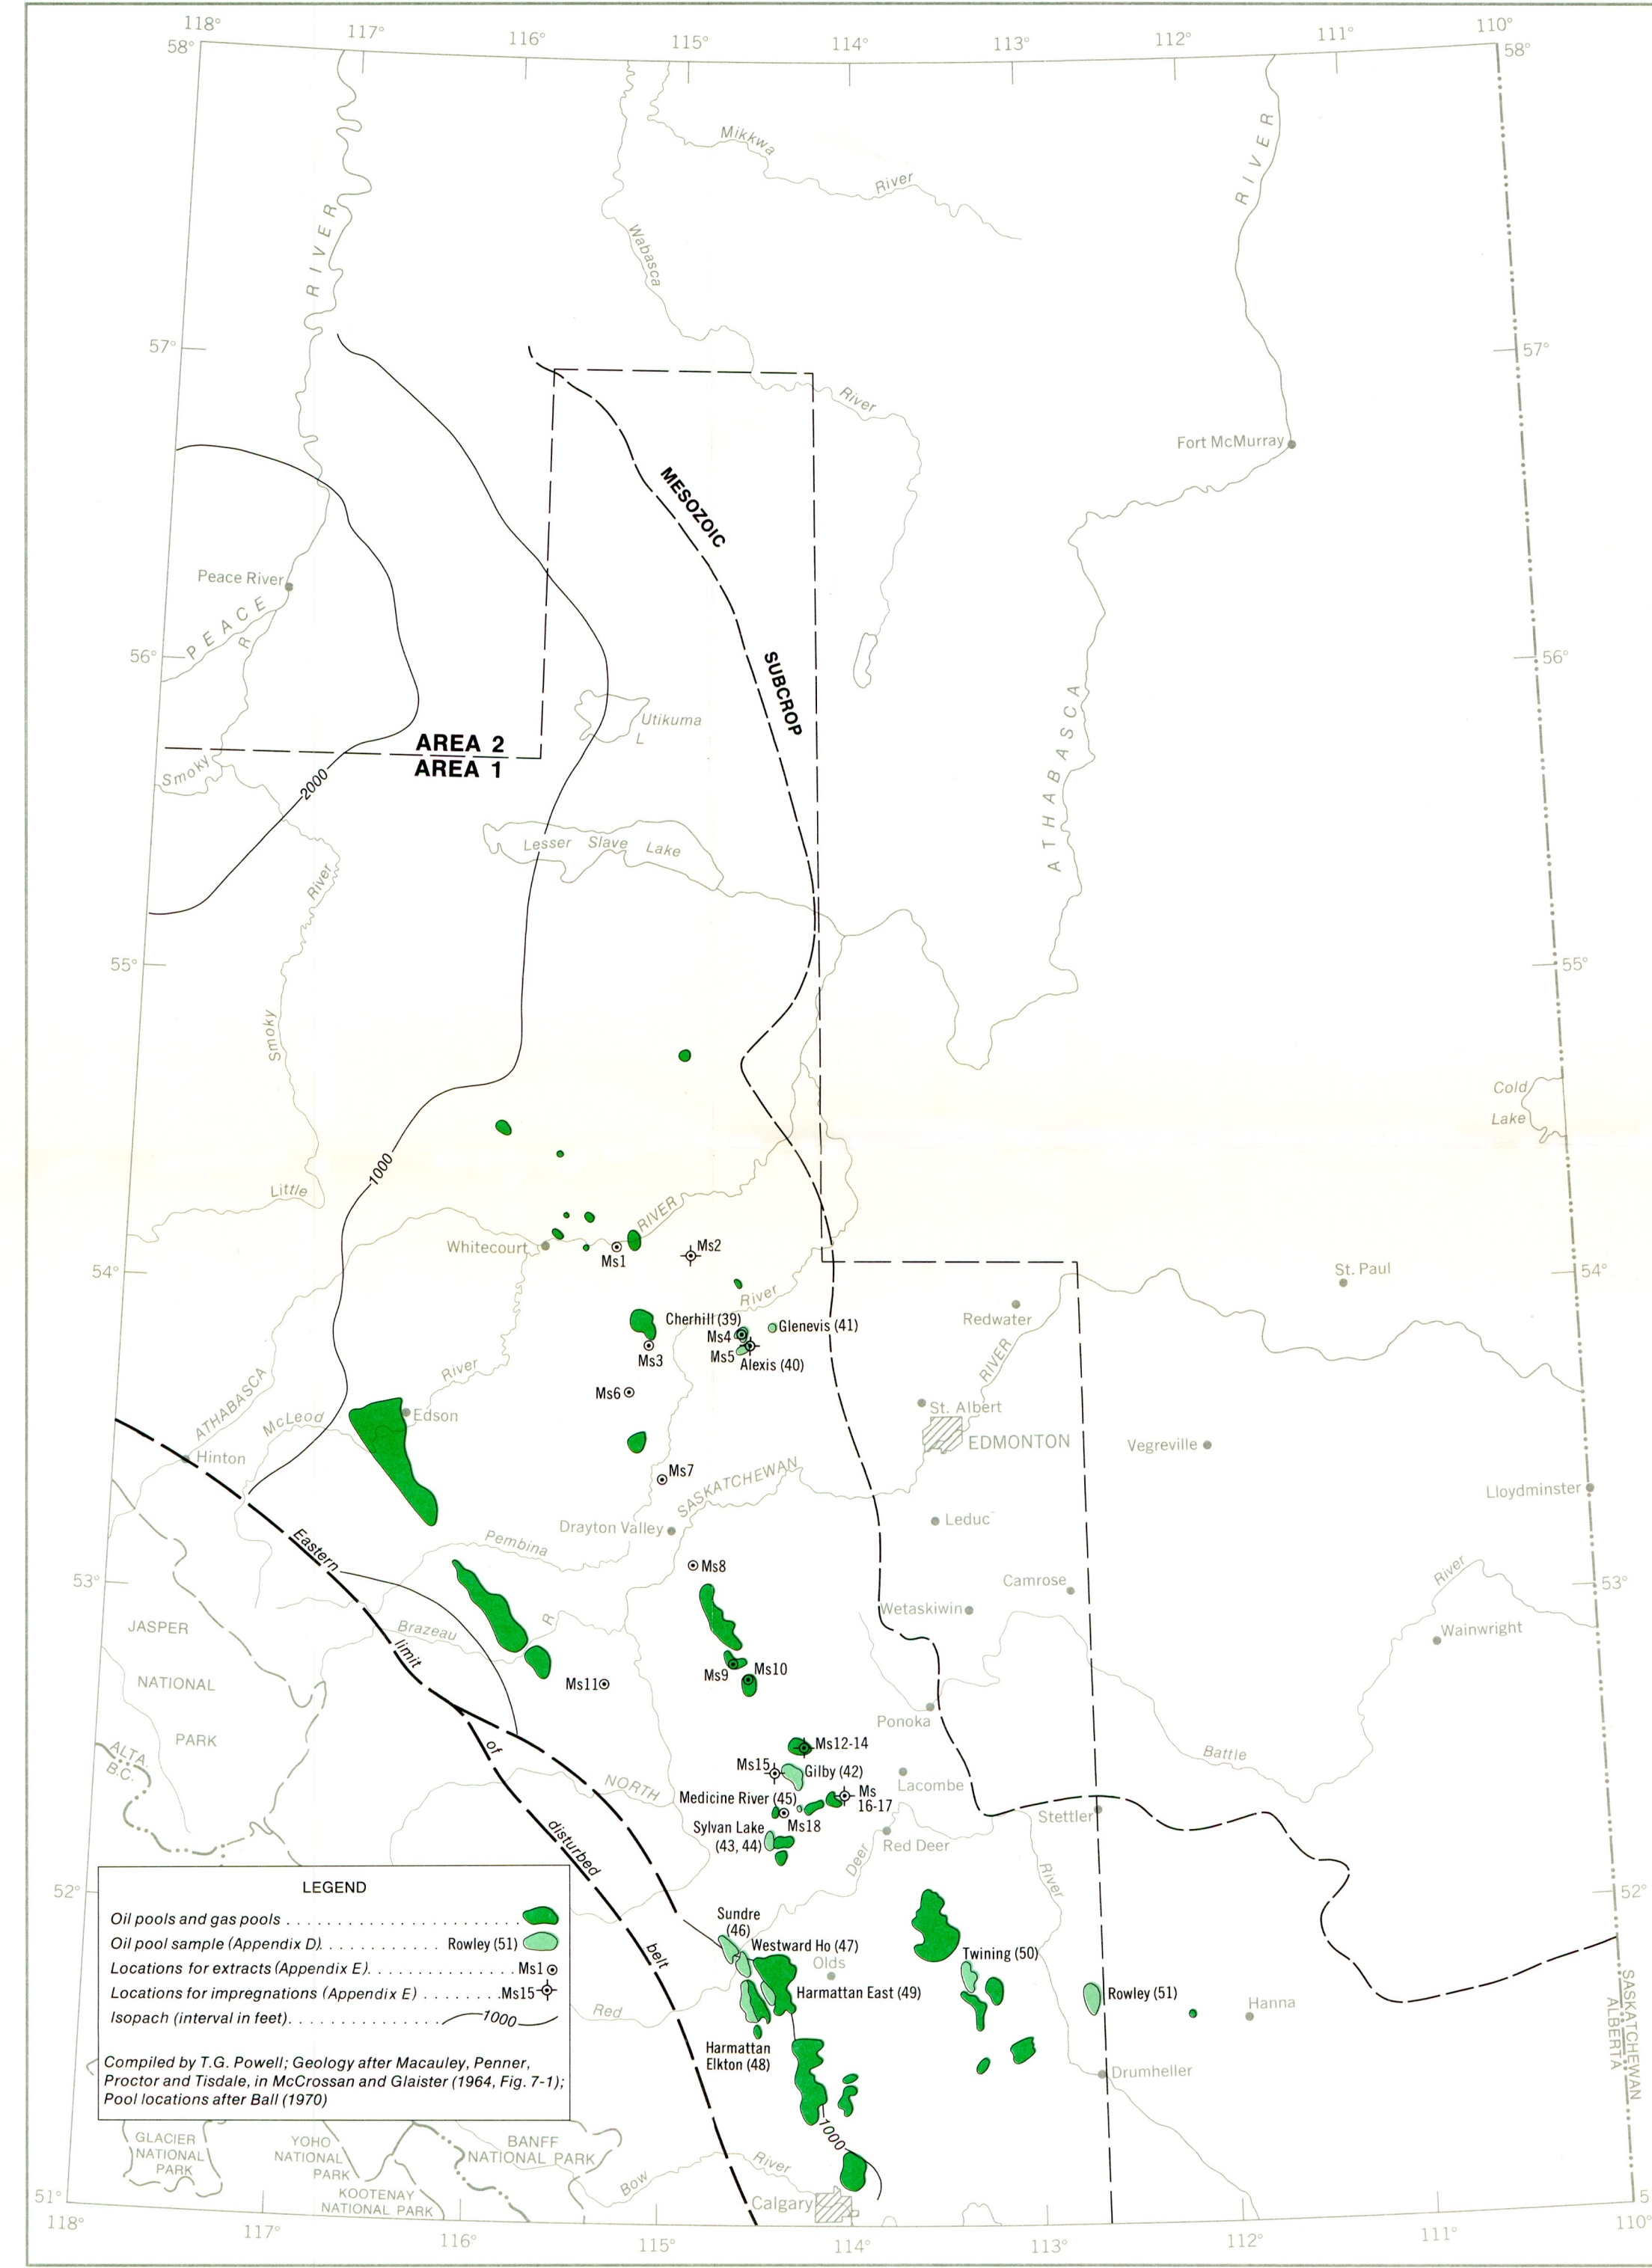 118°
117°
116°
115°
114°
113°
112°
111°
110°
58°
58°
Mikkwa
River
RIVER
RIVER
Wabasca
57°
57°
River
Fort McMurray
MESOZOIC
SUBCROP
Peace River
PEACE
R
56°
56°
Utikuma
L
ATHABASCA
AREA 2
AREA 1
Smoky
2000
Lesser Slave Lake
River
55°
55°
Smoky
Cold
Lake
1000
Little
RIVER
Whitecourt
Ms1
Ms2
54°
54°
St. Paul
River
Redwater
Cherhill (39)
Glenevis (41)
Ms4
Ms3
Ms5
Alexis (40)
RIVER
River
Ms6
ATHABASCA
McLeod
Edson
St. Albert
EDMONTON
Vegreville
Hinton
Ms7
SASKATCHEWAN
Lloydminster
Drayton Valley
Leduc
Eastern
Pembina
Ms8
53°
53°
River
Camrose
Wetaskiwin
JASPER
NATIONAL
PARK
Brazeau
R
limit
Wainwright
Ms9
Ms10
Ms11
Ponoka
ALTA.
B.C.
of
Ms12-14
Battle
Ms15
Gilby (42)
Lacombe
NORTH
Medicine River (45)
Ms
16-17
Stettler
Ms18
Sylvan Lake
(43, 44)
Red Deer
disturbed
Deer
River
52°
52°
LEGEND
Oil pools and gas pools
Oil pool sample (Appendix D) Rowley (51)
Locations for extracts (Appendix E) Ms1
Locations for impregnations (Appendix E) Ms15
Isopach (interval in feet) 1000
Compiled by T.G. Powell; Geology after Macauley, Penner,
Proctor and Tisdale, in McCrossan and Glaister (1964, Fig. 7-1);
Pool locations after Ball (1970)
Sundre
(46)
Westward Ho (47)
Olds
belt
Twining (50)
Harmattan East (49)
Rowley (51)
Hanna
Red
Harmattan
Elkton (48)
Drumheller
SASKATCHEWAN
ALBERTA
1000
GLACIER
NATIONAL
PARK
YOHO
NATIONAL
PARK
BANFF
NATIONAL PARK
KOOTENAY
NATIONAL PARK
Bow
River
Calgary
51°
5
118°
117°
116°
115°
114°
113°
112°
111°
110°